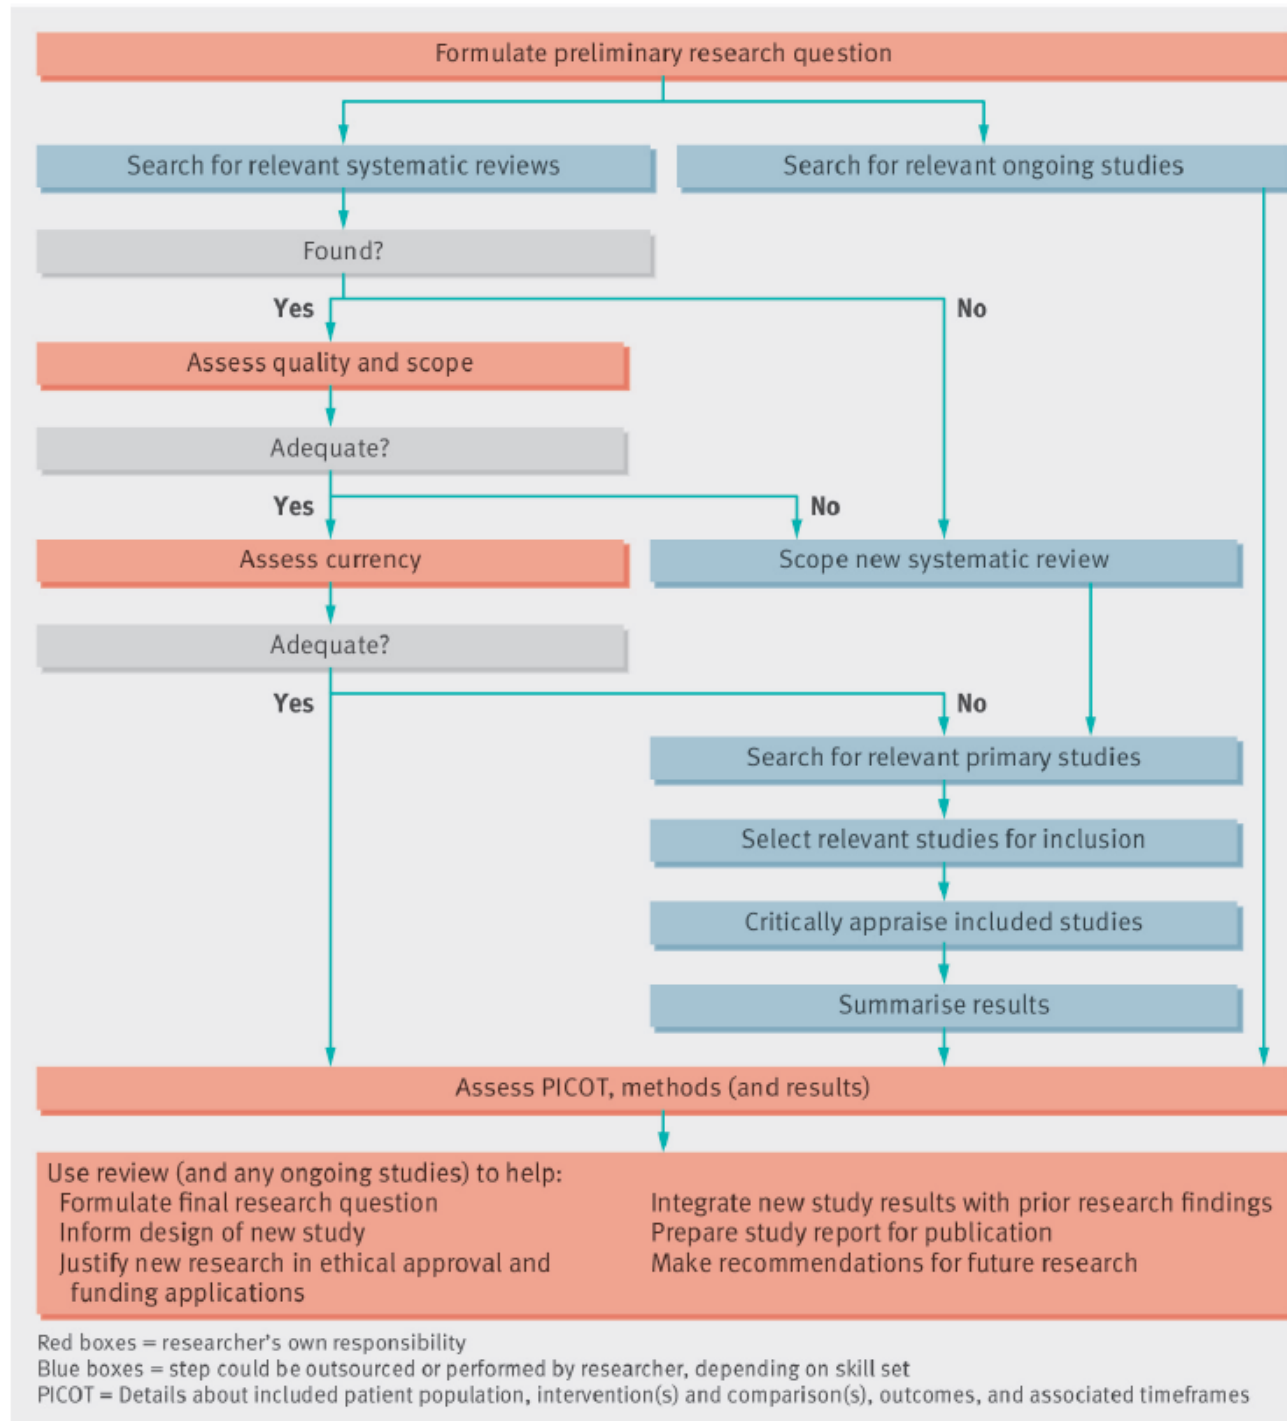 Formulate preliminary research question
Search for relevant systematic reviews
Search for relevant ongoing studies
Found?
Yes
No
Assess quality and scope
Adequate?
Yes
No
Assess currency
Scope new systematic review
Adequate?
Yes
No
Search for relevant primary studies
Select relevant studies for inclusion
Critically appraise included studies
Summarise results
Assess PICOT, methods (and results)
Use review (and any ongoing studies) to help:
Formulate final research question
Inform design of new study
Justify new research in ethical approval and
funding applications
Integrate new study results with prior research findings
Prepare study report for publication
Make recommendations for future research
Red boxes = researcher's own responsibility
Blue boxes = step could be outsourced or performed by researcher, depending on skill set
PICOT = Details about included patient population, intervention(s) and comparison(s), outcomes, and associated timeframes